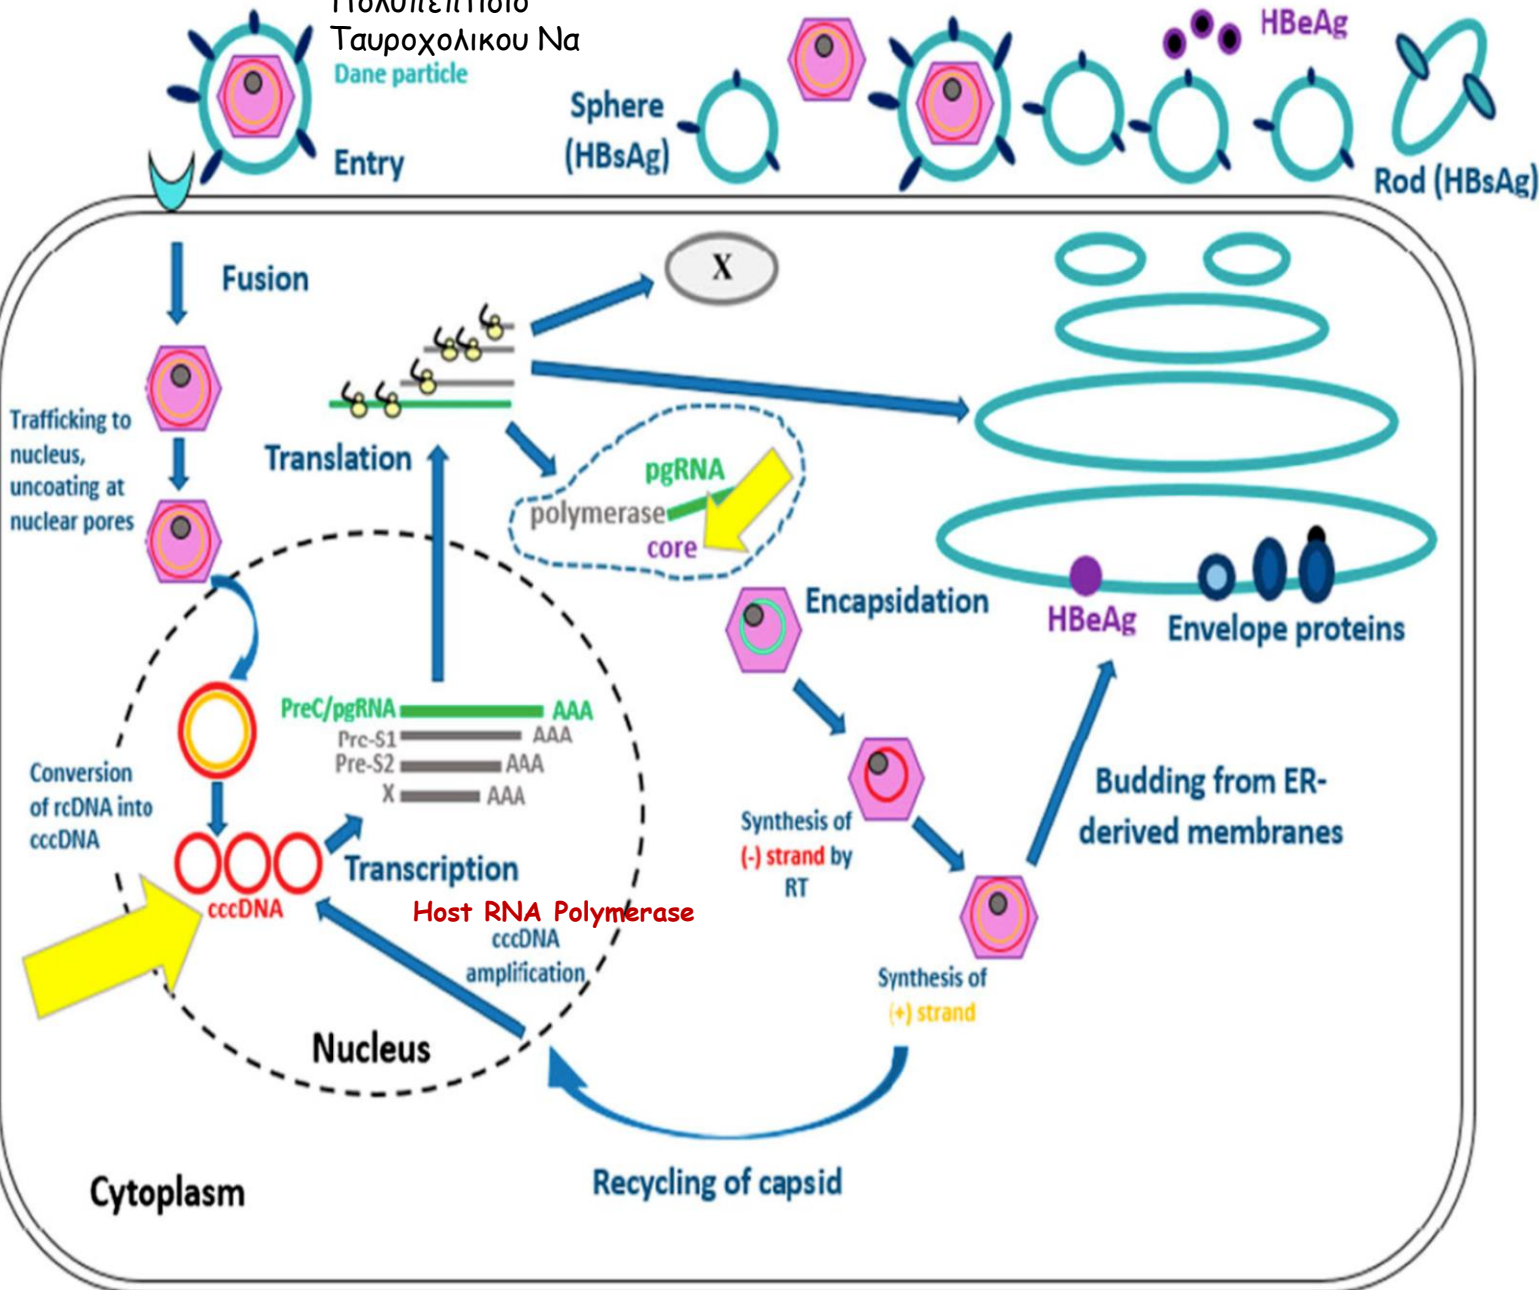 Ταυροχολικου Να
Dane particle
Entry
HBeAg
Sphere
(HBsAg)
Rod (HBsAg)
Fusion
X
Trafficking to
nucleus,
uncoating at
nuclear pores
Translation
pgRNA
polymerase
core
Encapsidation
HBeAg
Envelope proteins
PreC/pgRNA AAA
Pre-S1 AAA
Pre-S2 AAA
X AAA
Conversion
of rcDNA into
cccDNA
cccDNA
Transcription
Host RNA Polymerase
cccDNA
amplification
Synthesis of
(-) strand by
RT
Budding from ER-
derived membranes
Synthesis of
(+) strand
Nucleus
Cytoplasm
Recycling of capsid